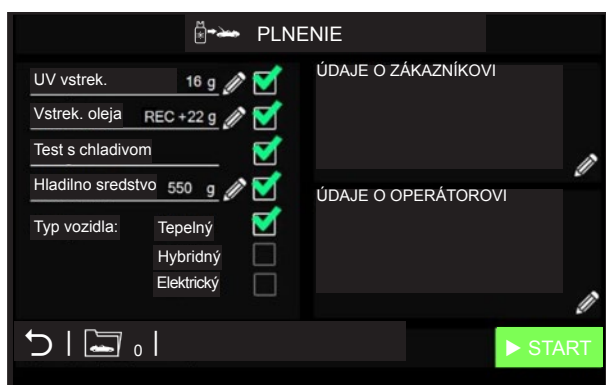 PLNENIE
UV vstrek. 16 g
Vstrek. oleja REC +22 g
Test s chladivom
Hladilno sredstvo 550 g
Typ vozidla: Tepelný
Hybridný
Elektrický
ÚDAJE O ZÁKAZNÍKOVI
ÚDAJE O OPERÁTOROVI
0
START